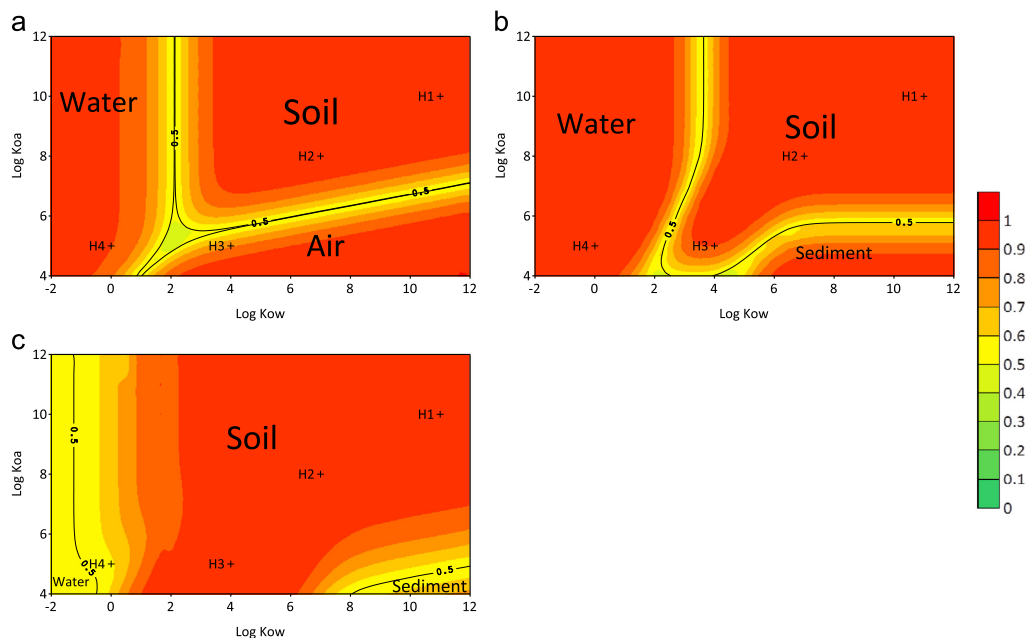 a
b
12
10
8
6
4
Log Koa
Water
Soil
Air
H1+
H2+
H3+
H4+
0.5
0.5
0.5
-2
0
2
4
6
8
10
12
Log Kow
12
10
8
6
4
Log Koa
Water
Soil
Sediment
H1+
H2+
H3+
H4+
0.5
0.5
-2
0
2
4
6
8
10
12
Log Kow
1
0.9
0.8
0.7
0.6
0.5
0.4
0.3
0.2
0.1
0
c
12
10
8
6
4
Log Koa
Soil
Water
Sediment
H1+
H2+
H3+
H4+
0.5
0.5
0.5
-2
0
2
4
6
8
10
12
Log Kow